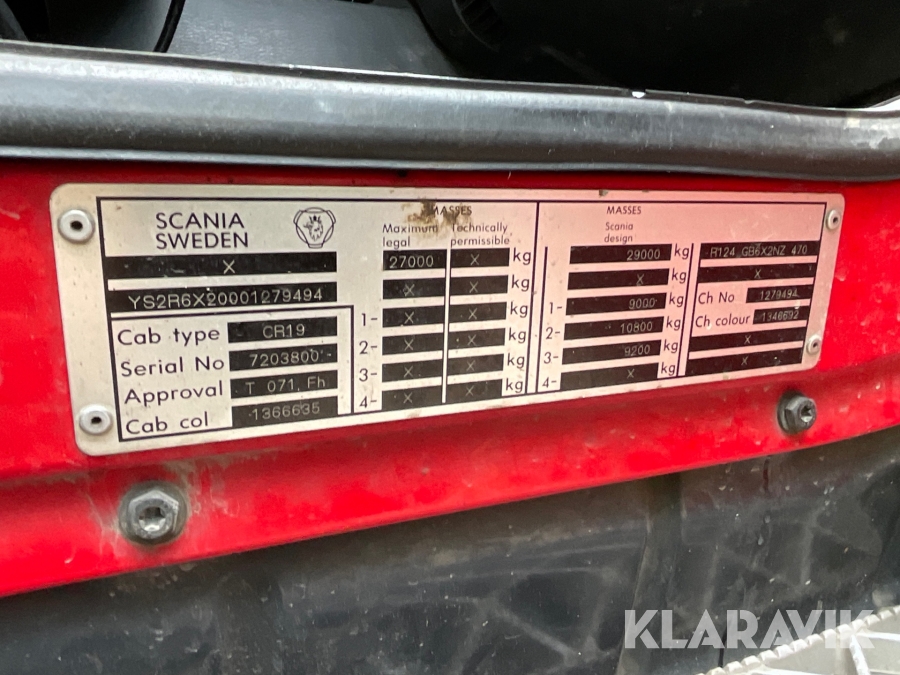 SCANIA
SWEDEN
X
YS2R6X20001279494
Cab type CR19
Serial No 7203800
Approval T 071. Fh
Cab col 1366635
MASSES
Maximum legal Technically permissible
27000 X kg
X X kg
1- X X kg
2- X X kg
3- X X kg
4- X X kg
MASSES
Scania design
29000 kg
X kg
1- 9000 kg
2- 10800 kg
3- 9200 kg
4- X kg
R124 GB6X2NZ 470
X
Ch No 1279494
Ch colour 1346692
X
X
KLARAVIK